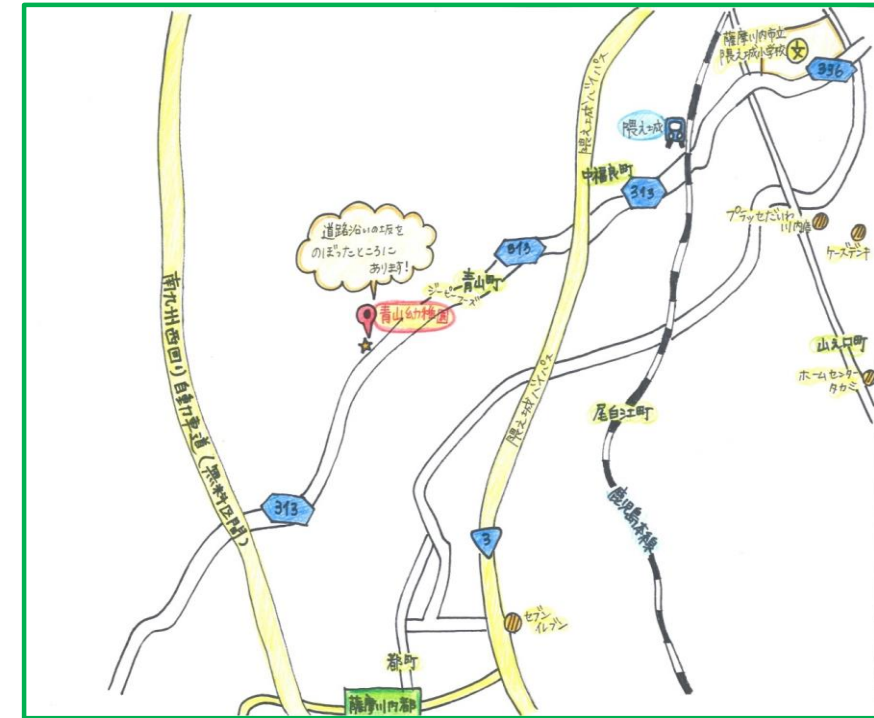 薩摩川内市立
隈之城小学校
文
336
隈之城バイパス
隈之城
中福良町
313
プラッセだいわ
川内店
ケーズデンキ
道路沿いの坂を
のぼったところに
あります!
313
青山町
ジーピーフーズ
青山幼稚園
南九州西回り自動車道(無料区間)
山之口町
ホームセンター
タカミ
尾白江町
隈之城バイパス
鹿児島本線
313
3
セブン
イレブン
都町
薩摩川内都